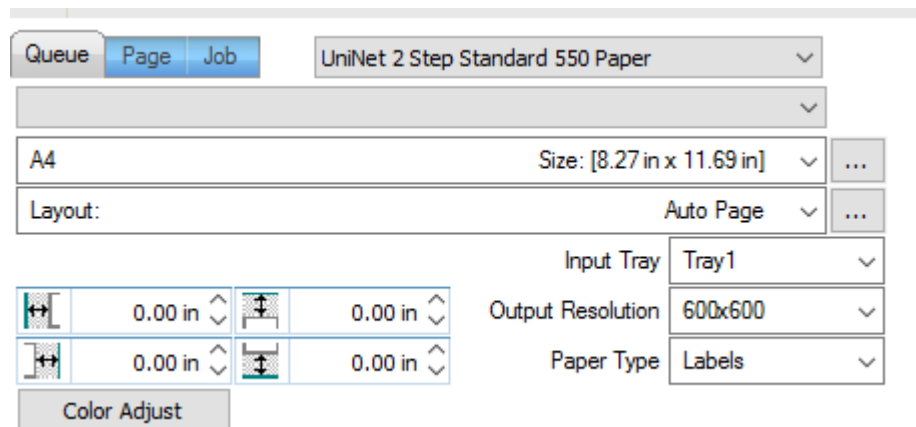 Queue Page Job UniNet 2 Step Standard 550 Paper
A4 Size: [8.27 in x 11.69 in] ...
Layout: Auto Page ...
Input Tray Tray1
0.00 in 0.00 in Output Resolution 600x600
0.00 in 0.00 in Paper Type Labels
Color Adjust